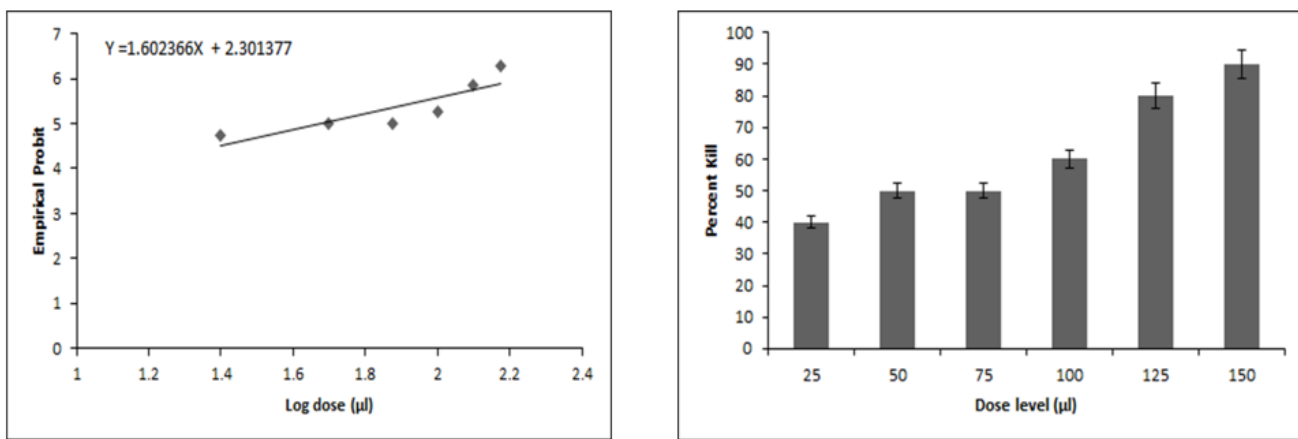 Y =1.602366X + 2.301377
7
6
5
4
3
2
1
0
Empirical Probit
1 1.2 1.4 1.6 1.8 2 2.2 2.4
Log dose (µl)
100
90
80
70
60
50
40
30
20
10
0
Percent Kill
25 50 75 100 125 150
Dose level (µl)